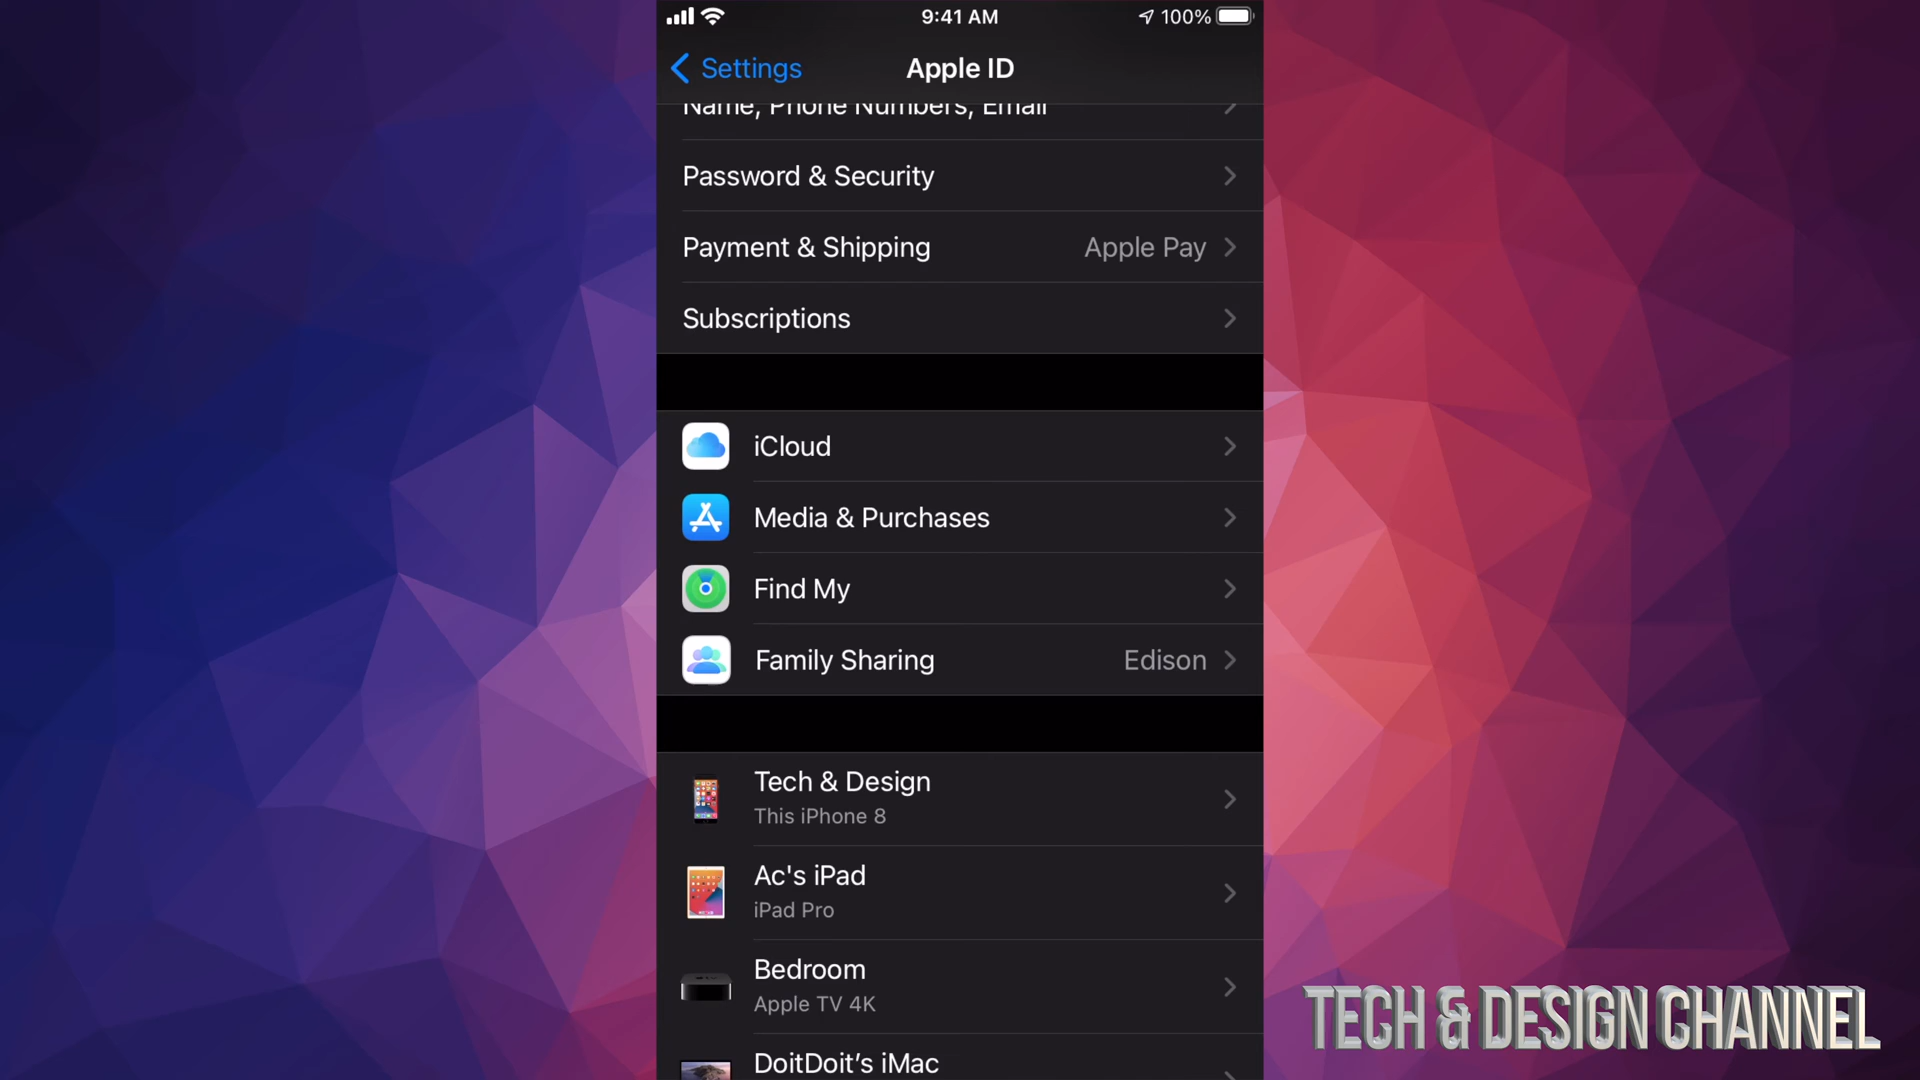 9:41 AM
100%
Settings
Apple ID
Name, Phone Numbers, Email
Password & Security
Payment & Shipping Apple Pay
Subscriptions
iCloud
Media & Purchases
Find My
Family Sharing Edison
Tech & Design
This iPhone 8
Ac's iPad
iPad Pro
Bedroom
Apple TV 4K
DoitDoit’s iMac
TECH & DESIGN CHANNEL